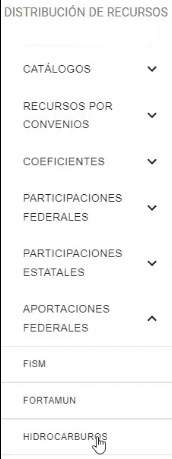 DISTRIBUCIÓN DE RECURSOS
CATÁLOGOS
RECURSOS POR
CONVENIOS
COEFICIENTES
PARTICIPACIONES
FEDERALES
PARTICIPACIONES
ESTATALES
APORTACIONES
FEDERALES
FISM
FORTAMUN
HIDROCARBUROS